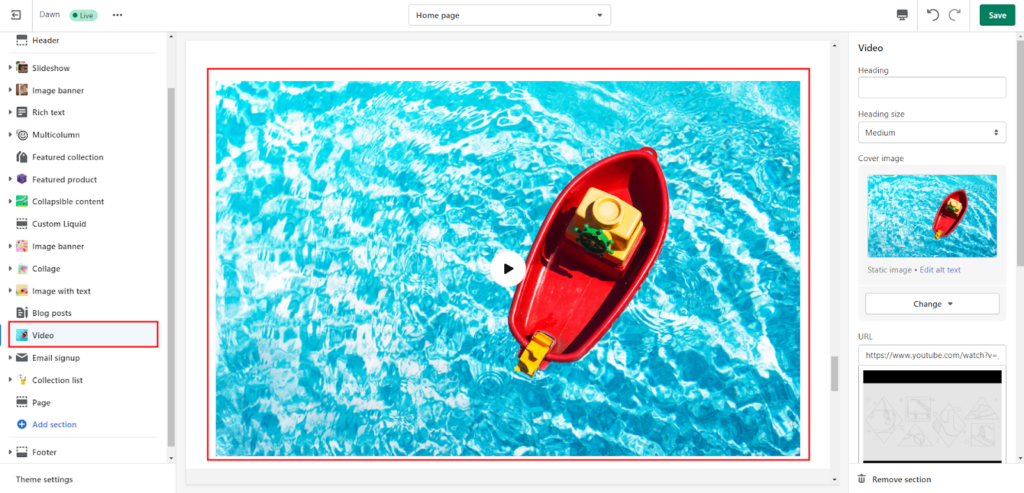 Dawn
Live
Home page
Save
Header
Slideshow
Image banner
Rich text
Multicolumn
Featured collection
Featured product
Collapsible content
Custom Liquid
Image banner
Collage
Image with text
Blog posts
Video
Email signup
Collection list
Page
Add section
Footer
Theme settings
Video
Heading
Heading size
Medium
Cover image
Static image • Edit alt text
Change
URL
https://www.youtube.com/watch?v=_
Remove section